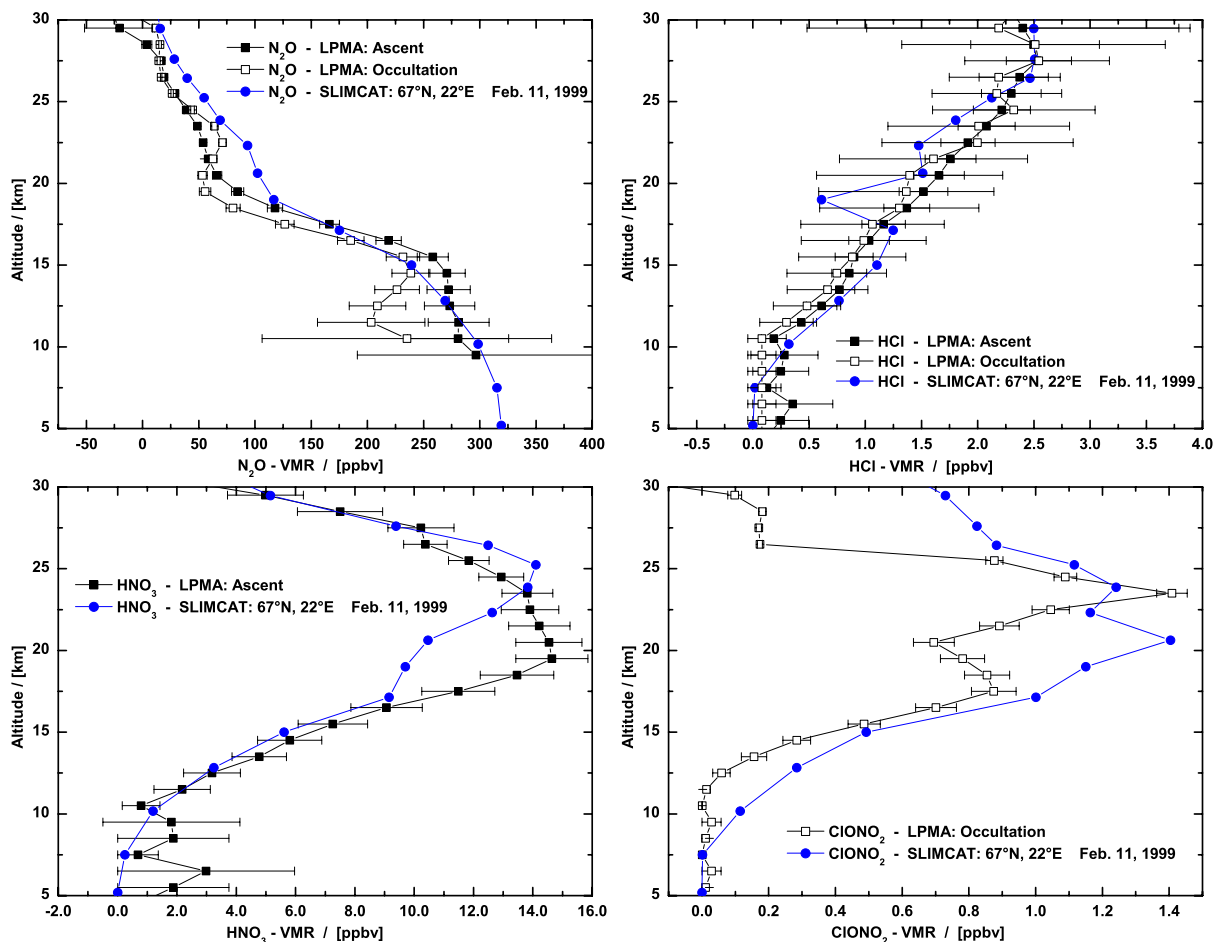 30
25
20
15
10
5
Altitude / [km]
N₂O - LPMA: Ascent
N₂O - LPMA: Occultation
N₂O - SLIMCAT: 67°N, 22°E Feb. 11, 1999
-50 0 50 100 150 200 250 300 350 400
N₂O - VMR / [ppbv]
30
25
20
15
10
5
Altitude / [km]
HCl - LPMA: Ascent
HCl - LPMA: Occultation
HCl - SLIMCAT: 67°N, 22°E Feb. 11, 1999
-0.5 0.0 0.5 1.0 1.5 2.0 2.5 3.0 3.5 4.0
HCl - VMR / [ppbv]
30
25
20
15
10
5
Altitude / [km]
HNO₃ - LPMA: Ascent
HNO₃ - SLIMCAT: 67°N, 22°E Feb. 11, 1999
-2.0 0.0 2.0 4.0 6.0 8.0 10.0 12.0 14.0 16.0
HNO₃ - VMR / [ppbv]
30
25
20
15
10
5
Altitude / [km]
ClONO₂ - LPMA: Occultation
ClONO₂ - SLIMCAT: 67°N, 22°E Feb. 11, 1999
0.0 0.2 0.4 0.6 0.8 1.0 1.2 1.4
ClONO₂ - VMR / [ppbv]